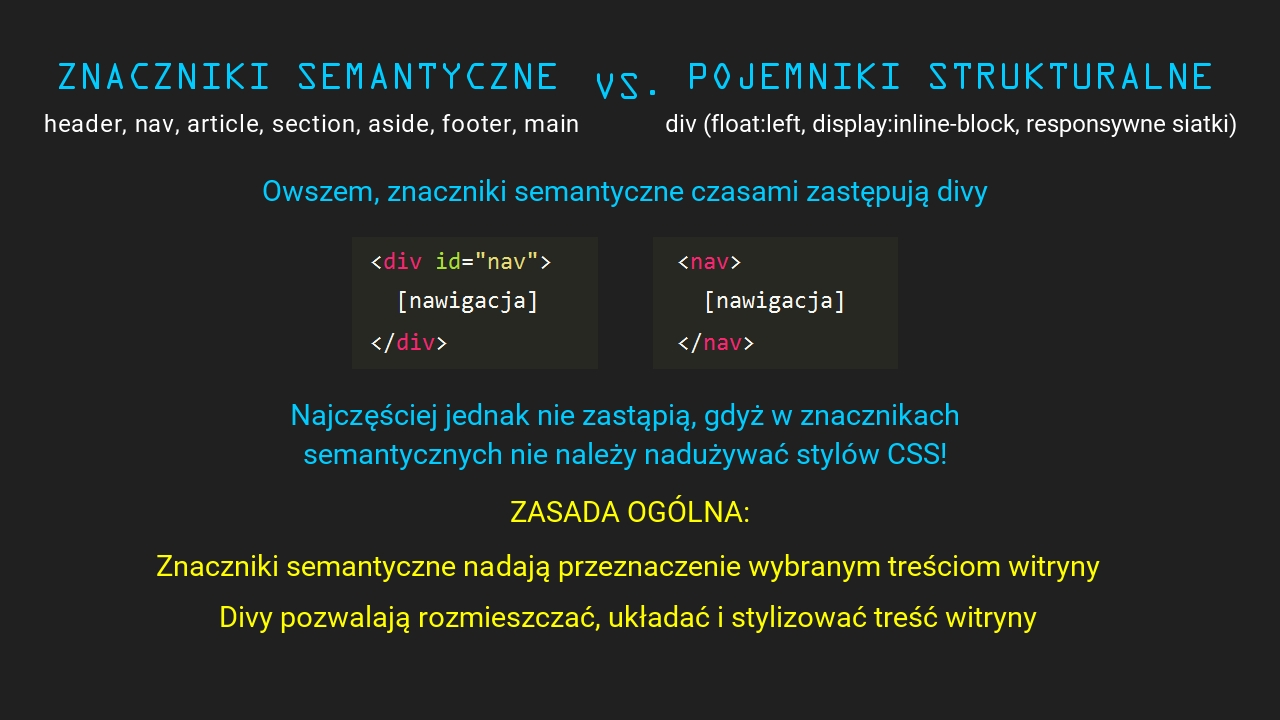 ZNACZNIKI SEMANTYCZNE vs. POJEMNIKI STRUKTURALNE
header, nav, article, section, aside, footer, main
div (float:left, display:inline-block, responsywne siatki)
Owszem, znaczniki semantyczne czasami zastępują divy
<div id="nav">
[nawigacja]
</div>
<nav>
[nawigacja]
</nav>
Najczęściej jednak nie zastąpią, gdyż w znacznikach
semantycznych nie należy nadużywać stylów CSS!
ZASADA OGÓLNA:
Znaczniki semantyczne nadają przeznaczenie wybranym treściom witryny
Divy pozwalają rozmieszczać, układać i stylizować treść witryny